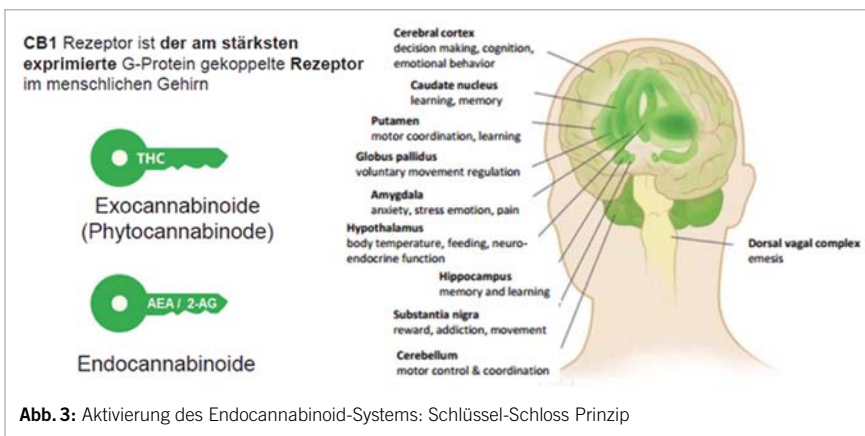 CB1 Rezeptor ist der am stärksten
exprimierte G-Protein gekoppelte Rezeptor
im menschlichen Gehirn
THC
Exocannabinoide
(Phytocannabinode)
AEA / 2-AG
Endocannabinoide
Cerebral cortex
decision making, cognition,
emotional behavior
Caudate nucleus
learning, memory
Putamen
motor coordination, learning
Globus pallidus
voluntary movement regulation
Amygdala
anxiety, stress emotion, pain
Hypothalamus
body temperature, feeding, neuro-
endocrine function
Hippocampus
memory and learning
Substantia nigra
reward, addiction, movement
Cerebellum
motor control & coordination
Dorsal vagal complex
emesis
Abb. 3: Aktivierung des Endocannabinoid-Systems: Schlüssel-Schloss Prinzip